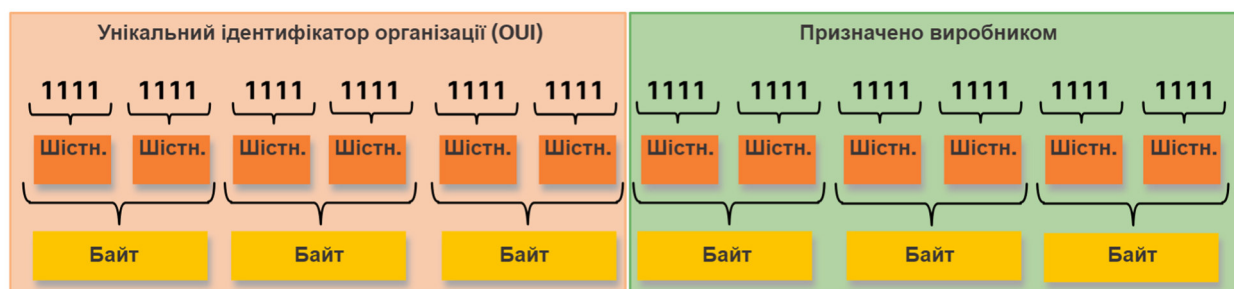 Унікальний ідентифікатор організації (OUI) Призначено виробником
1111 1111 1111 1111 1111 1111 1111 1111 1111 1111 1111 1111
Шістн. Шістн. Шістн. Шістн. Шістн. Шістн. Шістн. Шістн. Шістн. Шістн. Шістн. Шістн.
Байт Байт Байт Байт Байт Байт